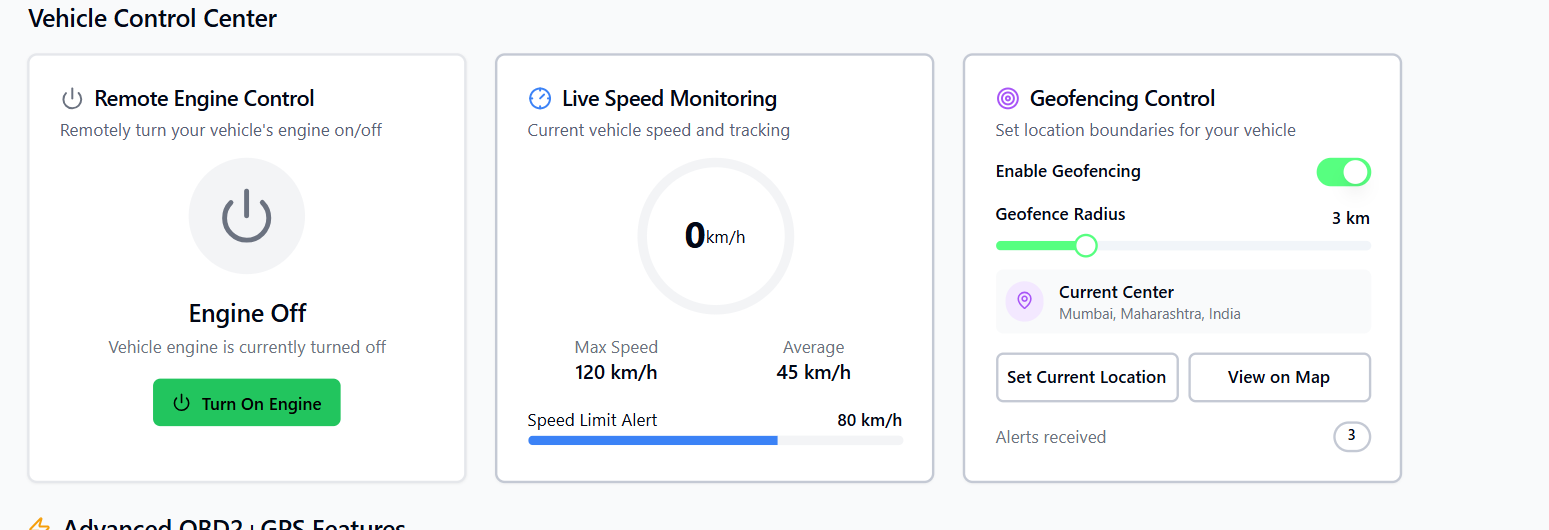 Vehicle Control Center
Remote Engine Control
Remotely turn your vehicle's engine on/off
Engine Off
Vehicle engine is currently turned off
Turn On Engine
Live Speed Monitoring
Current vehicle speed and tracking
0km/h
Max Speed
120 km/h
Average
45 km/h
Speed Limit Alert
80 km/h
Geofencing Control
Set location boundaries for your vehicle
Enable Geofencing
Geofence Radius
3 km
Current Center
Mumbai, Maharashtra, India
Set Current Location
View on Map
Alerts received
3
Advanced OBD2+GPS Features